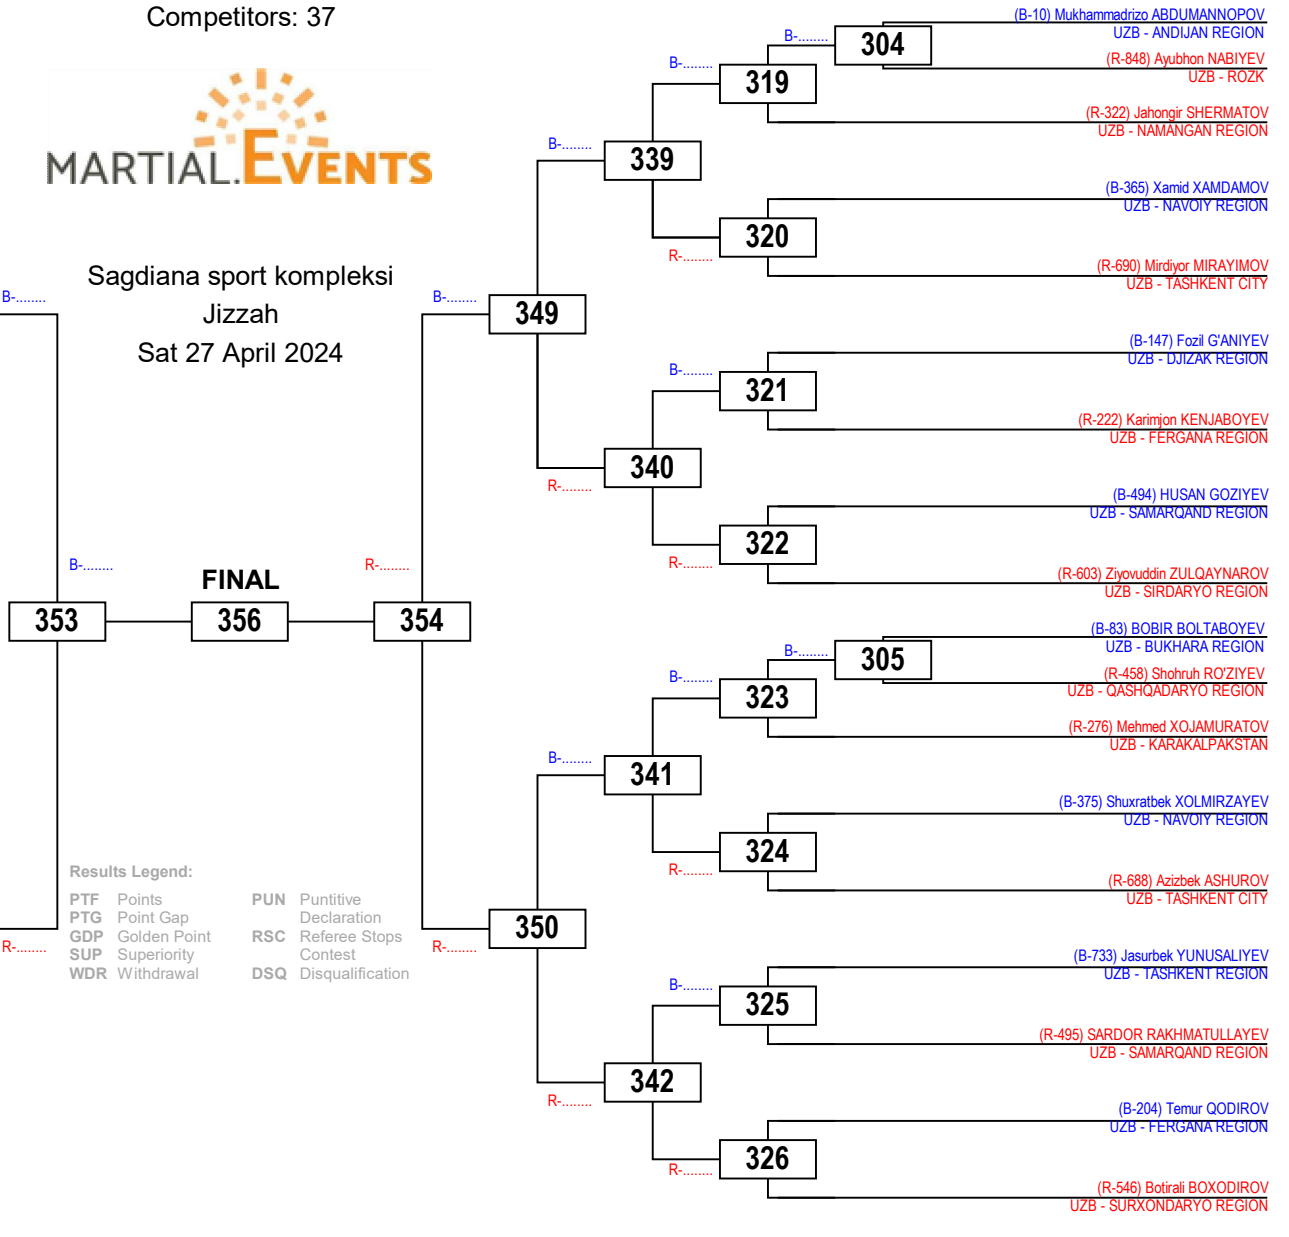 Competitors: 37
MARTIAL.EVENTS
Sagdiana sport kompleksi
Jizzah
Sat 27 April 2024
B-........
B-........
FINAL
R-........
353
356
354
Results Legend:
PTF Points
PTG Point Gap
GDP Golden Point
SUP Superiority
WDR Withdrawal
PUN Puntitive
Declaration
RSC Referee Stops
Contest
DSQ Disqualification
R-........
B-........
349
R-........
350
B-........
339
R-........
340
B-........
341
R-........
342
B-........
319
R-........
320
B-........
321
R-........
322
B-........
323
R-........
324
B-........
325
R-........
326
B-........
304
B-........
305
(B-10) Mukhammadrizo ABDUMANNOPOV
UZB - ANDIJAN REGION
(R-848) Ayubhon NABIYEV
UZB - ROZK
(R-322) Jahongir SHERMATOV
UZB - NAMANGAN REGION
(B-365) Xamid XAMDAMOV
UZB - NAVOIY REGION
(R-690) Mirdiyor MIRAYIMOV
UZB - TASHKENT CITY
(B-147) Fozil G'ANIYEV
UZB - DJIZAK REGION
(R-222) Karimjon KENJABOYEV
UZB - FERGANA REGION
(B-494) HUSAN GOZIYEV
UZB - SAMARQAND REGION
(R-603) Ziyovuddin ZULQAYNAROV
UZB - SIRDARYO REGION
(B-83) BOBIR BOLTABOYEV
UZB - BUKHARA REGION
(R-458) Shohruh RO'ZIYEV
UZB - QASHQADARYO REGION
(R-276) Mehmed XOJAMURATOV
UZB - KARAKALPAKSTAN
(B-375) Shuxratbek XOLMIRZAYEV
UZB - NAVOIY REGION
(R-688) Azizbek ASHUROV
UZB - TASHKENT CITY
(B-733) Jasurbek YUNUSALIYEV
UZB - TASHKENT REGION
(R-495) SARDOR RAKHMATULLAYEV
UZB - SAMARQAND REGION
(B-204) Temur QODIROV
UZB - FERGANA REGION
(R-546) Botirali BOXODIROV
UZB - SURXONDARYO REGION